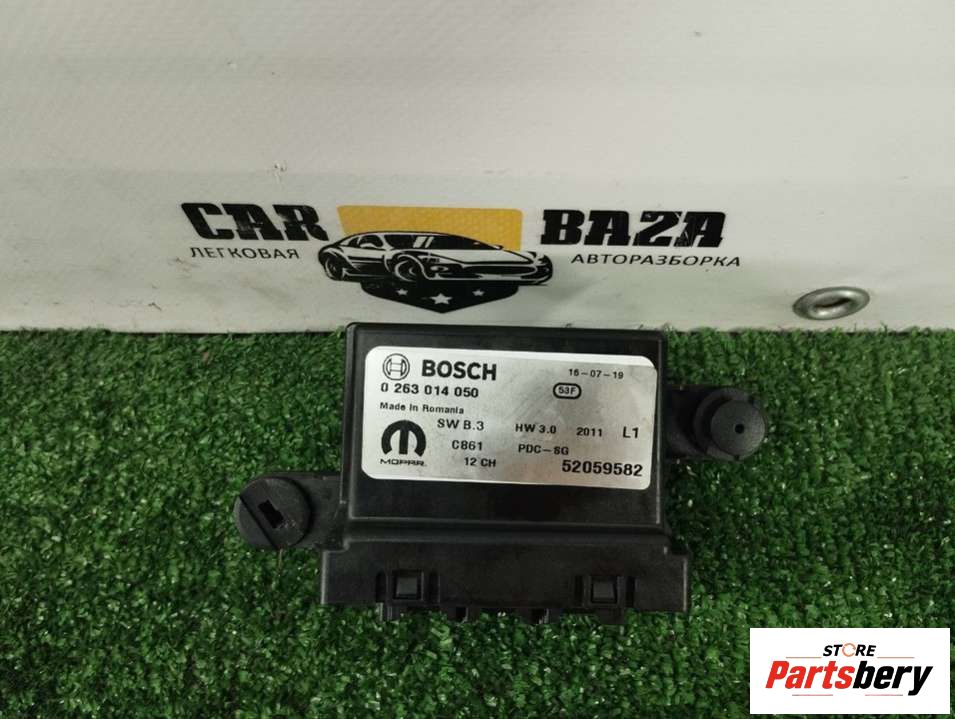 CAR BAZA
ЛЕГКОВАЯ АВТОРАЗБОРКА
BOSCH 16-07-19
0 263 014 050 53F
Made in Romania
SW B.3 HW 3.0 2011 L1
C861 PDC-SG
MOPAR. 12 CH 52059582
STORE
Partsbery